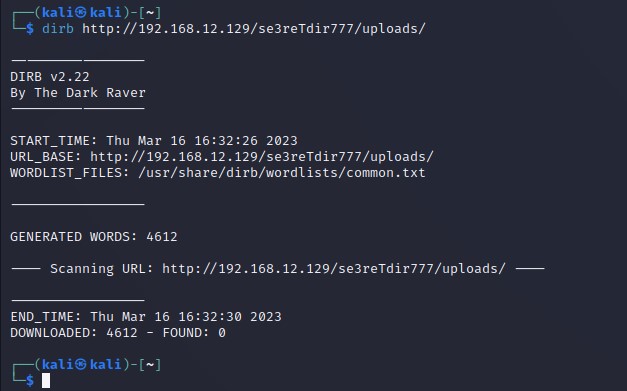 ┌──(kali㉿kali)-[~]
└─$ dirb http://192.168.12.129/se3reTdir777/uploads/
-----------------
DIRB v2.22
By The Dark Raver
-----------------
START_TIME: Thu Mar 16 16:32:26 2023
URL_BASE: http://192.168.12.129/se3reTdir777/uploads/
WORDLIST_FILES: /usr/share/dirb/wordlists/common.txt
-----------------
GENERATED WORDS: 4612
---- Scanning URL: http://192.168.12.129/se3reTdir777/uploads/ ----
-----------------
END_TIME: Thu Mar 16 16:32:30 2023
DOWNLOADED: 4612 - FOUND: 0
┌──(kali㉿kali)-[~]
└─$